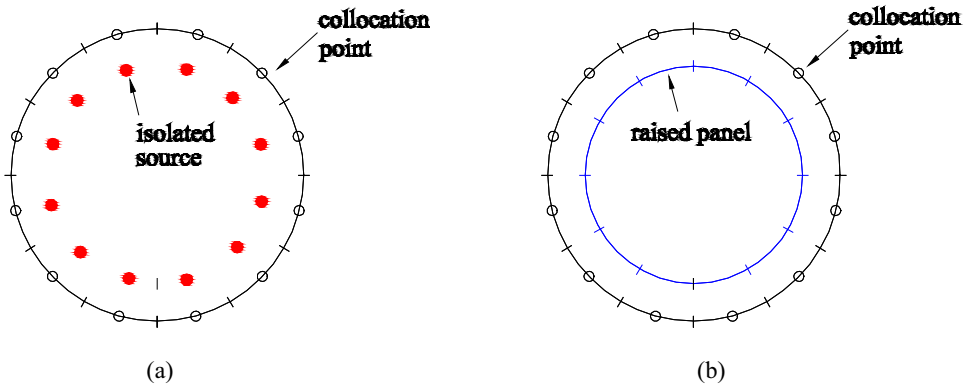 collocation
point
isolated
source
(a)
collocation
point
raised panel
(b)